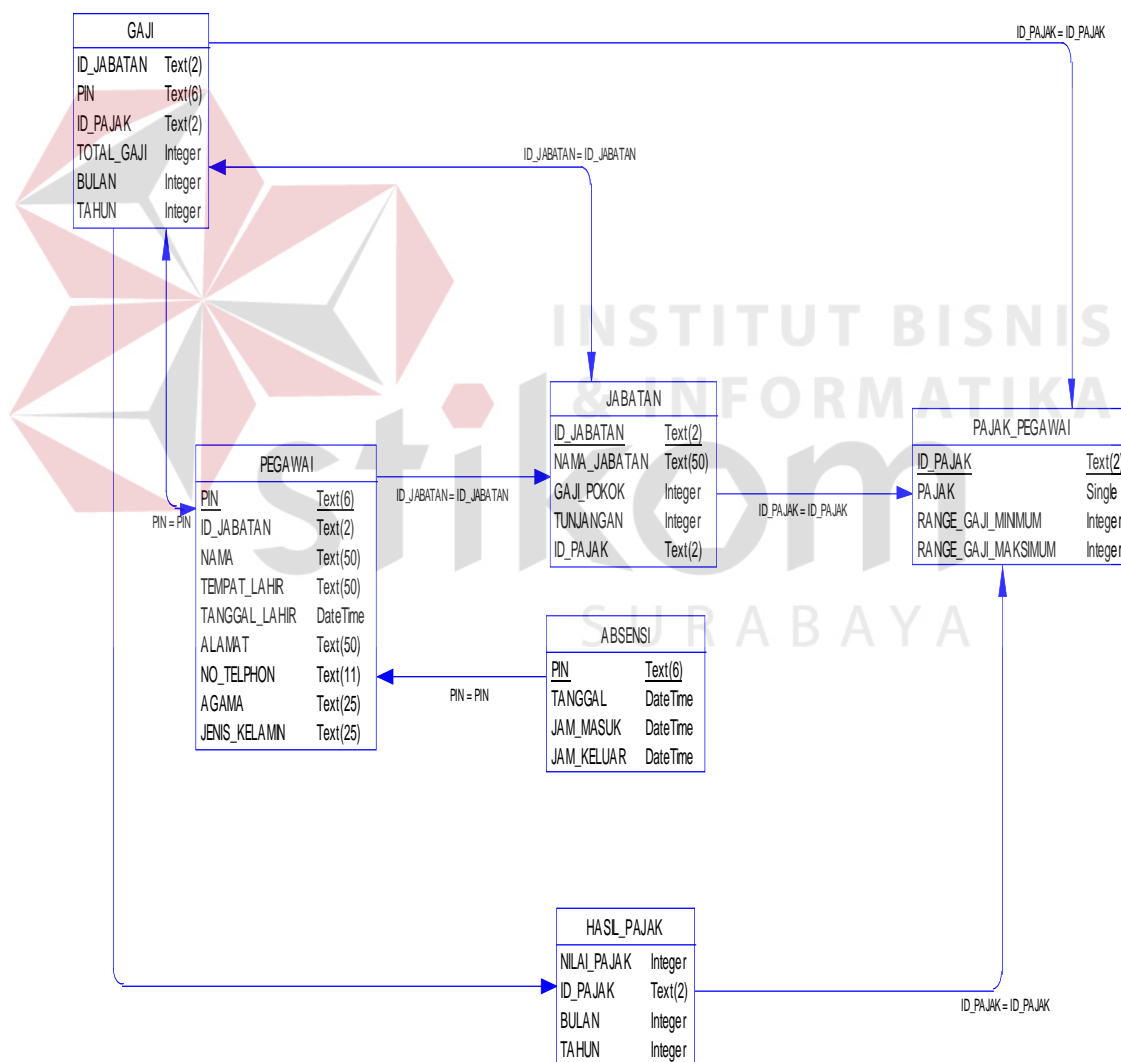 GAJI
ID_JABATAN Text(2)
PIN Text(6)
ID_PAJAK Text(2)
TOTAL_GAJI Integer
BULAN Integer
TAHUN Integer
ID_PAJAK = ID_PAJAK
ID_JABATAN = ID_JABATAN
INSTITUT BISNIS
& INFORMATIKA
stikom
SURABAYA
JABATAN
ID_JABATAN Text(2)
NAMA_JABATAN Text(50)
GAJI_POKOK Integer
TUNJANGAN Integer
ID_PAJAK Text(2)
PAJAK_PEGAWAI
ID_PAJAK Text(2)
PAJAK Single
RANGE_GAJI_MINIMUM Integer
RANGE_GAJI_MAKSIMUM Integer
PEGAWAI
PIN Text(6)
ID_JABATAN Text(2)
NAMA Text(50)
TEMPAT_LAHIR Text(50)
TANGGAL_LAHIR DateTime
ALAMAT Text(50)
NO_TELPHON Text(11)
AGAMA Text(25)
JENIS_KELAMIN Text(25)
ID_JABATAN = ID_JABATAN
ID_PAJAK = ID_PAJAK
PIN = PIN
ABSENSI
PIN Text(6)
TANGGAL DateTime
JAM_MASUK DateTime
JAM_KELUAR DateTime
PIN = PIN
HASIL_PAJAK
NILAI_PAJAK Integer
ID_PAJAK Text(2)
BULAN Integer
TAHUN Integer
ID_PAJAK = ID_PAJAK